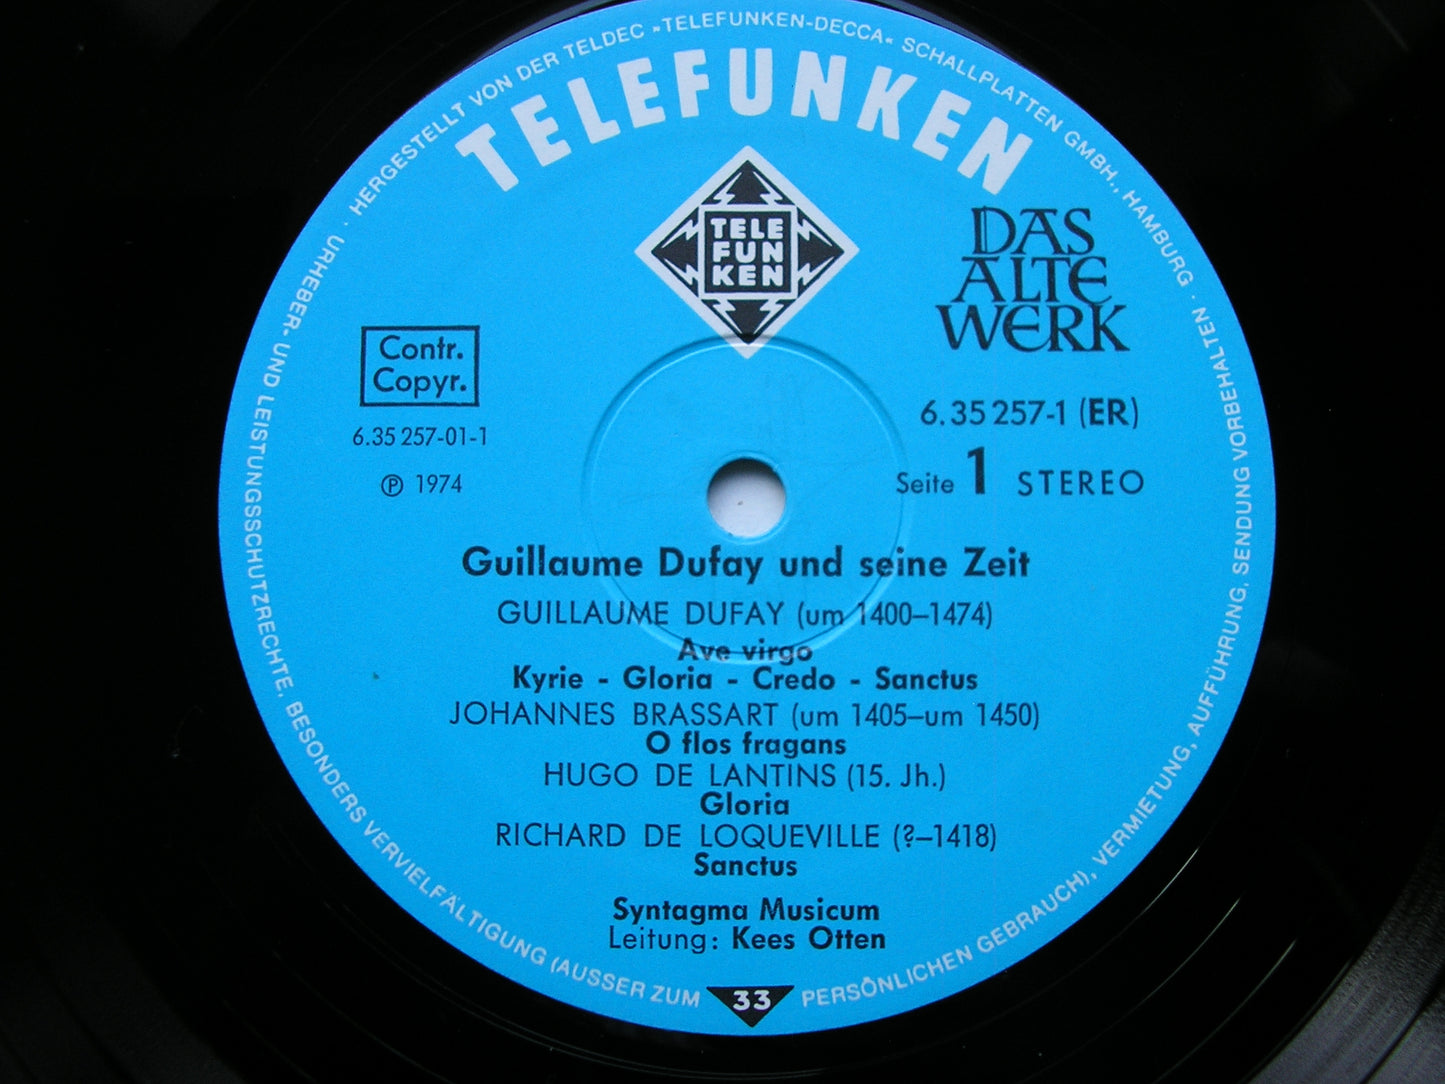 HERGESTELLT VON DER TELDEC »TELEFUNKEN-DECCA« SCHALLPLATTEN GMBH., HAMBURG · URHEBER- UND LEISTUNGSSCHUTZRECHTE, BESONDERS VERVIELFÄLTIGUNG (AUSSER ZUM PERSÖNLICHEN GEBRAUCH), VERMIETUNG, AUFFÜHRUNG, SENDUNG VORBEHALTEN ·
TELEFUNKEN
TELE
FUN
KEN
DAS
ALTE
WERK
Contr.
Copyr.
6.35 257-01-1
℗ 1974
6.35 257-1 (ER)
Seite 1 STEREO
Guillaume Dufay und seine Zeit
GUILLAUME DUFAY (um 1400–1474)
Ave virgo
Kyrie - Gloria - Credo - Sanctus
JOHANNES BRASSART (um 1405–um 1450)
O flos fragans
HUGO DE LANTINS (15. Jh.)
Gloria
RICHARD DE LOQUEVILLE (?–1418)
Sanctus
Syntagma Musicum
Leitung: Kees Otten
33